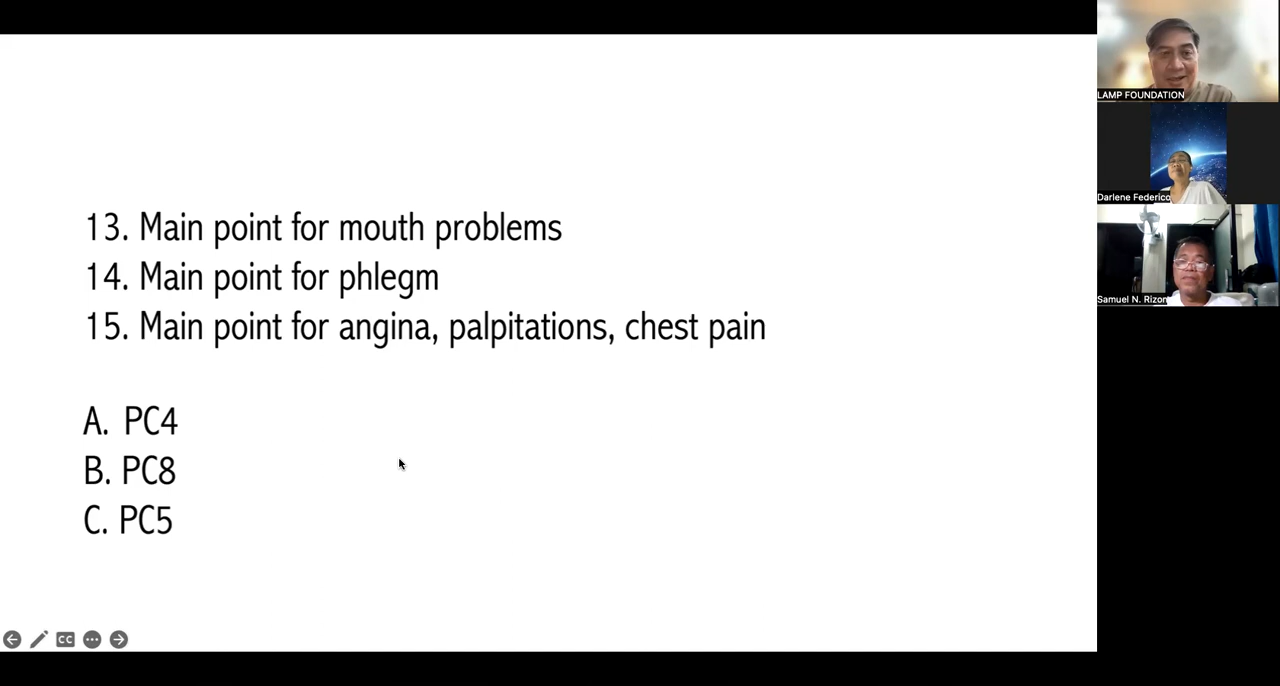 13. Main point for mouth problems
14. Main point for phlegm
15. Main point for angina, palpitations, chest pain
A. PC4
B. PC8
C. PC5
LAMP FOUNDATION
Darlene Federico
Samuel N. Rizon
CC